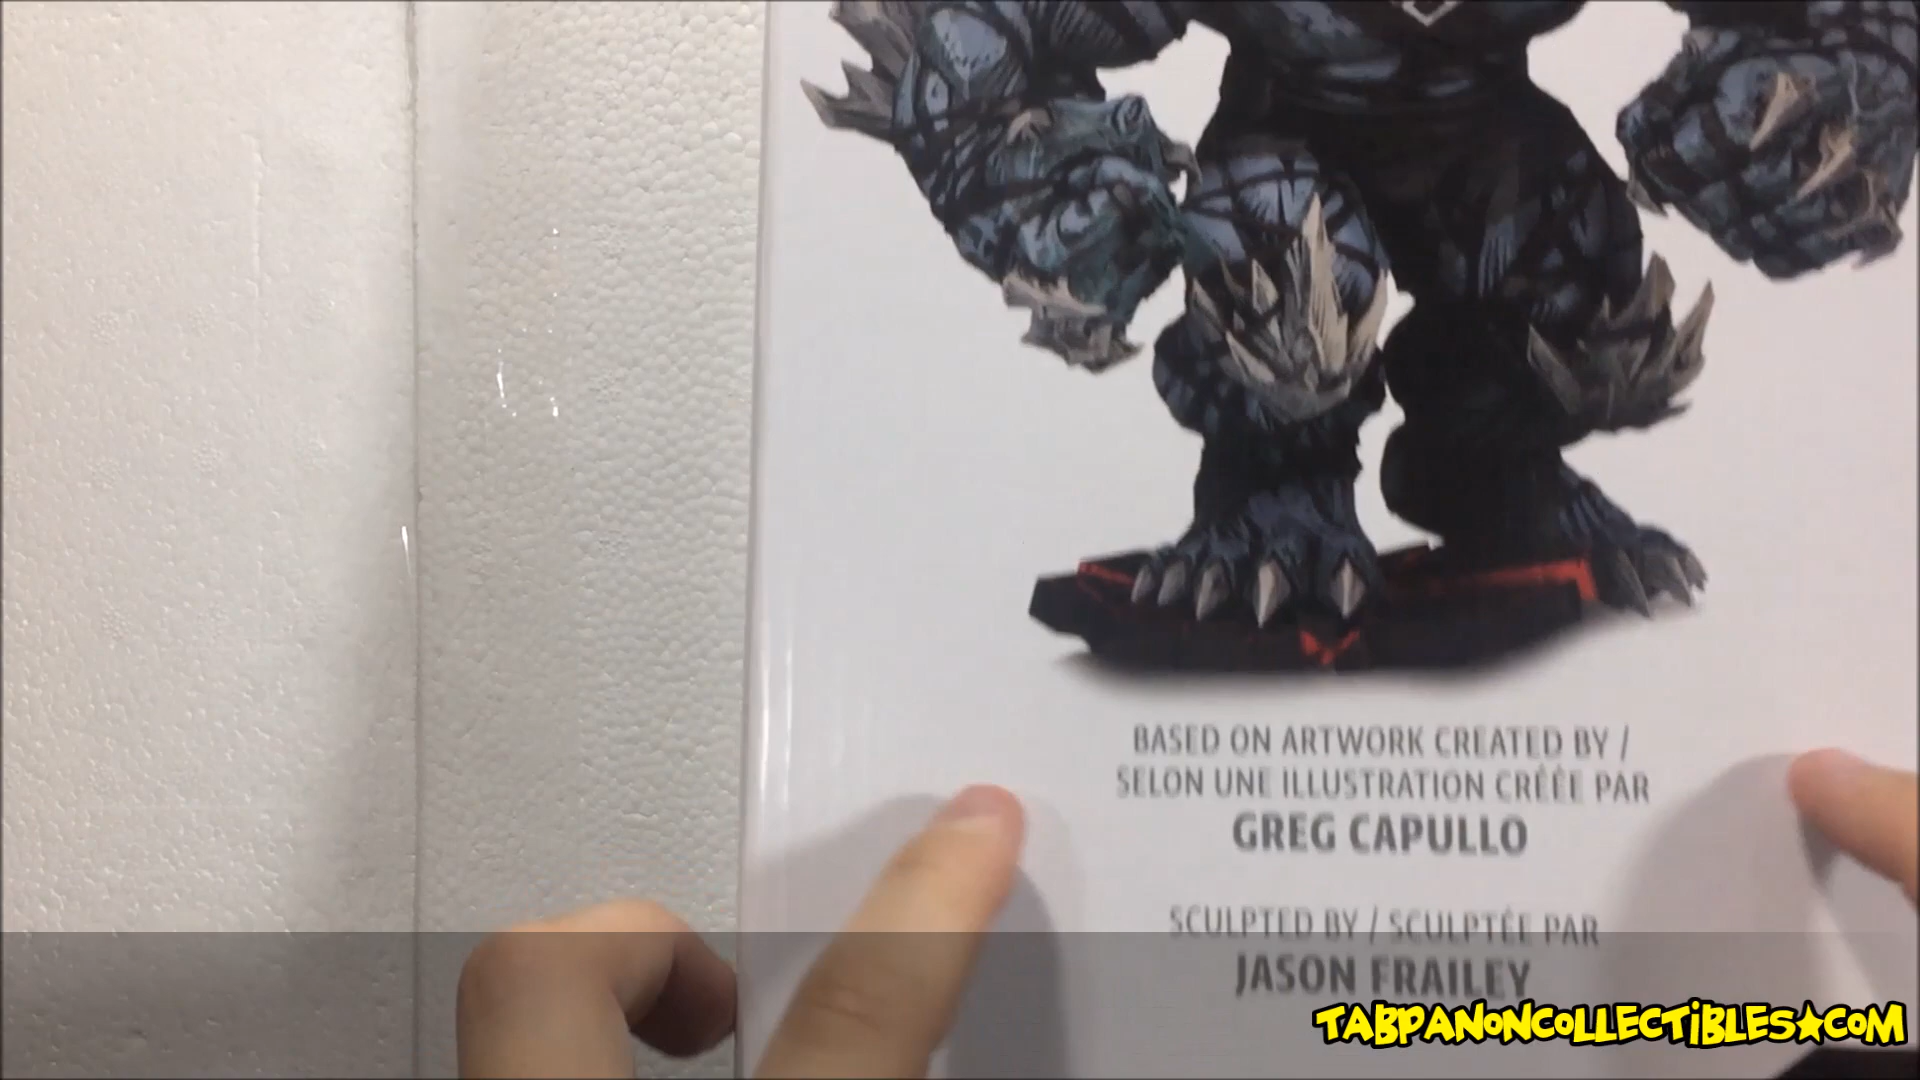 BASED ON ARTWORK CREATED BY /
SELON UNE ILLUSTRATION CRÉÉE PAR
GREG CAPULLO
SCULPTED BY / SCULPTÉE PAR
JASON FRAILEY
TABPANONCOLLECTIBLES★COM